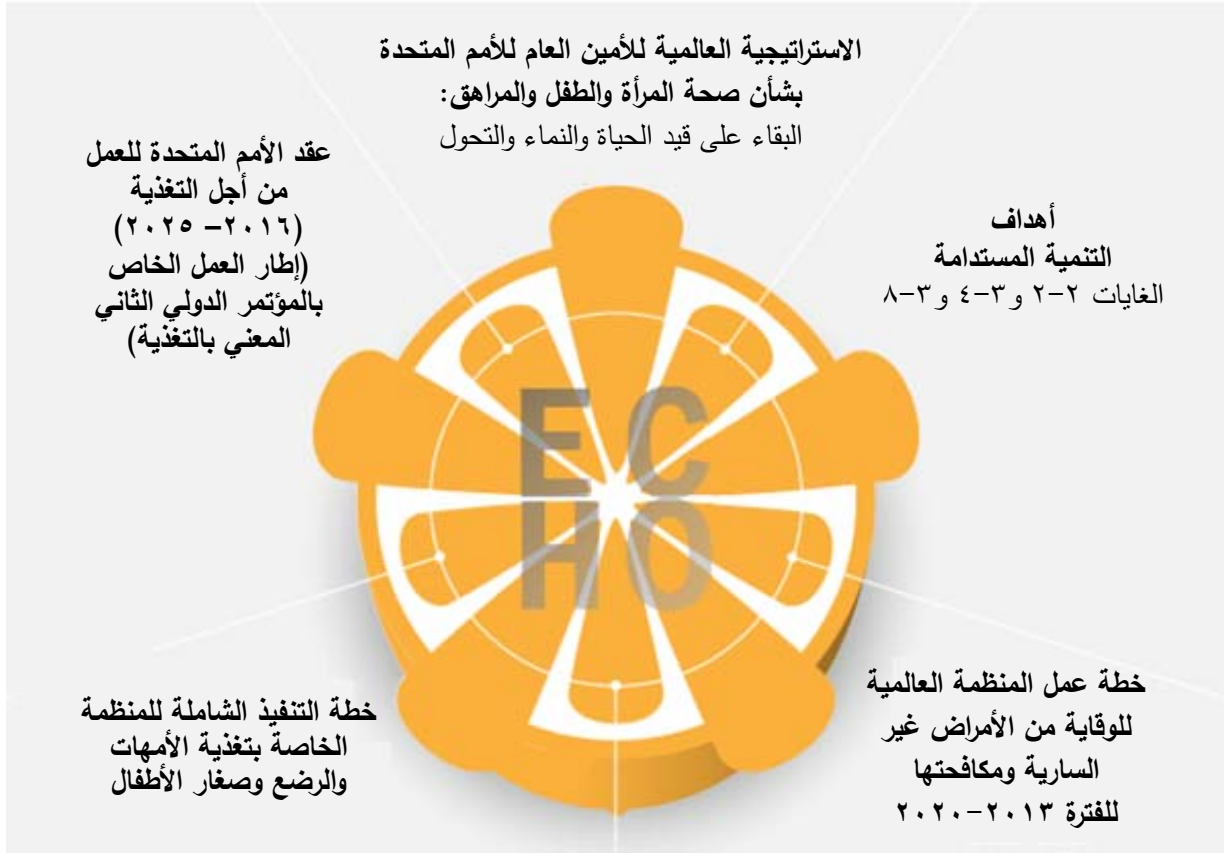 الاستراتيجية العالمية للأمين العام للأمم المتحدة
بشأن صحة المرأة والطفل والمراهق:
البقاء على قيد الحياة والنماء والتحول
أهداف
التنمية المستدامة
الغايات ٢-٢ و٣-٤ و٣-٨
عقد الأمم المتحدة للعمل
من أجل التغذية
(٢٠١٦– ٢٠٢٥)
(إطار العمل الخاص
بالمؤتمر الدولي الثاني
المعني بالتغذية)
EC
HO
خطة عمل المنظمة العالمية
للوقاية من الأمراض غير
السارية ومكافحتها
للفترة ٢٠١٣-٢٠٢٠
خطة التنفيذ الشاملة للمنظمة
الخاصة بتغذية الأمهات
والرضع وصغار الأطفال